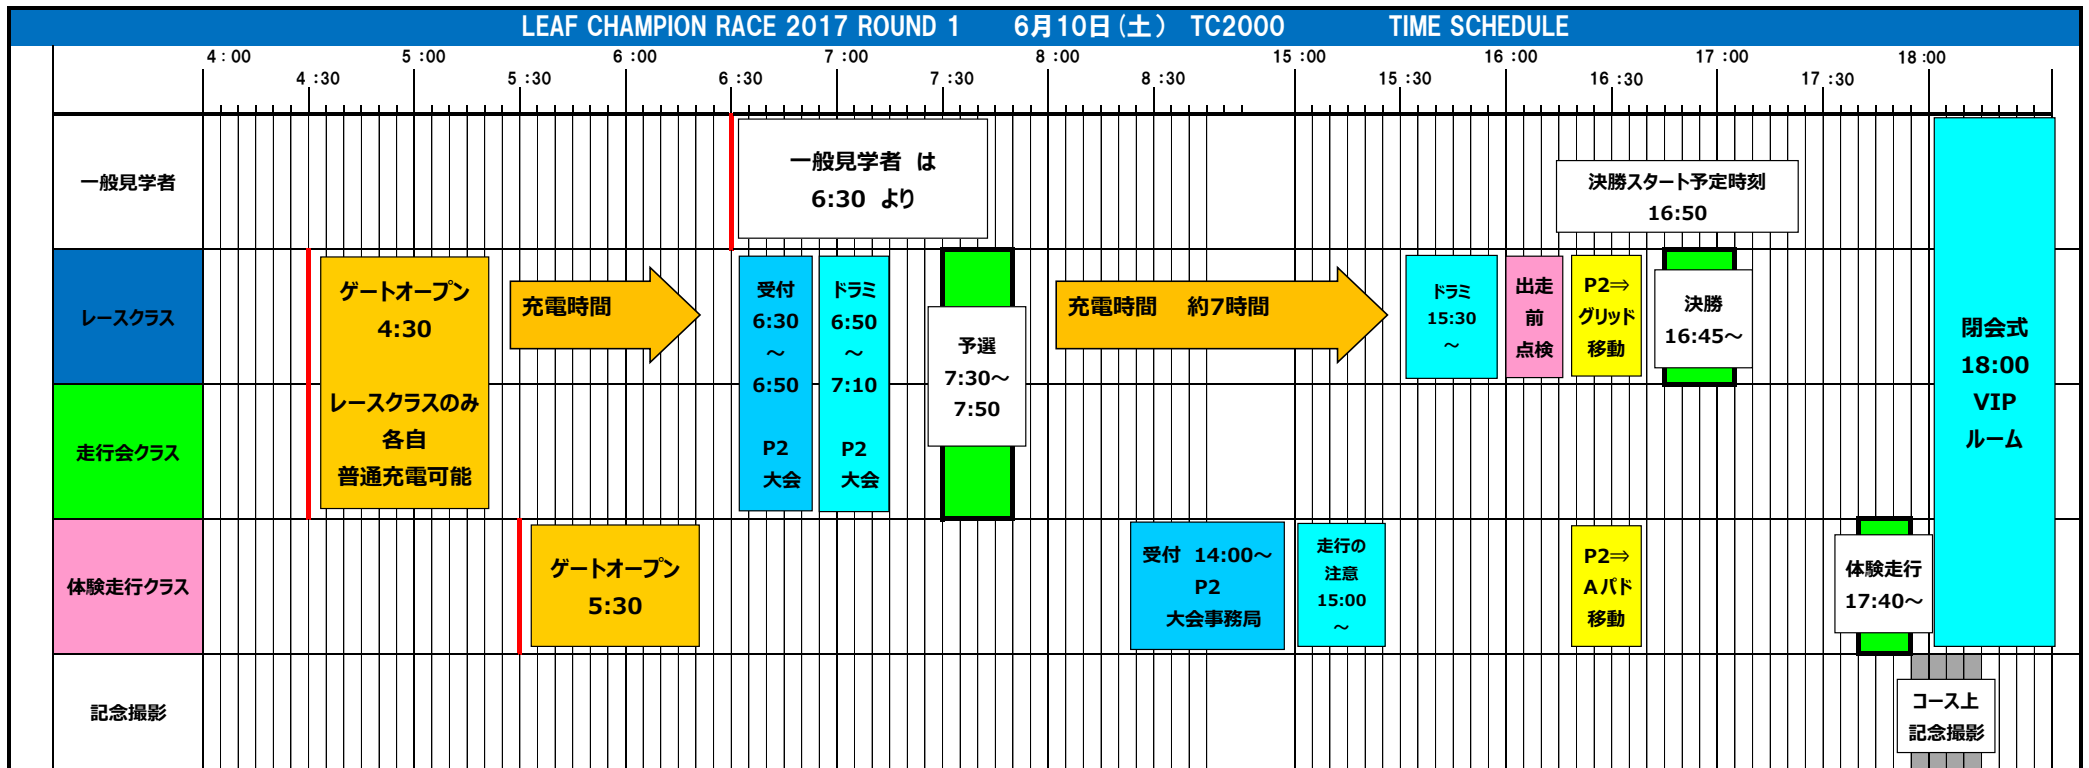 LEAF CHAMPION RACE 2017 ROUND 1 6月10日(土) TC2000 TIME SCHEDULE
4:00 5:00 6:00 7:00 8:00 15:00 16:00 17:00 18:00
4:30 5:30 6:30 7:30 8:30 15:30 16:30 17:30
一般見学者
一般見学者 は
6:30 より
決勝スタート予定時刻
16:50
レースクラス
走行会クラス
ゲートオープン
4:30
レースクラスのみ
各自
普通充電可能
充電時間
受付
6:30
~
6:50
P2
大会
ドラミ
6:50
~
7:10
P2
大会
予選
7:30~
7:50
充電時間 約7時間
ドラミ
15:30
~
出走
前
点検
P2⇒
グリッド
移動
決勝
16:45~
閉会式
18:00
VIP
ルーム
体験走行クラス
ゲートオープン
5:30
受付 14:00~
P2
大会事務局
走行の
注意
15:00
~
P2⇒
Aパド
移動
体験走行
17:40~
記念撮影
コース上
記念撮影